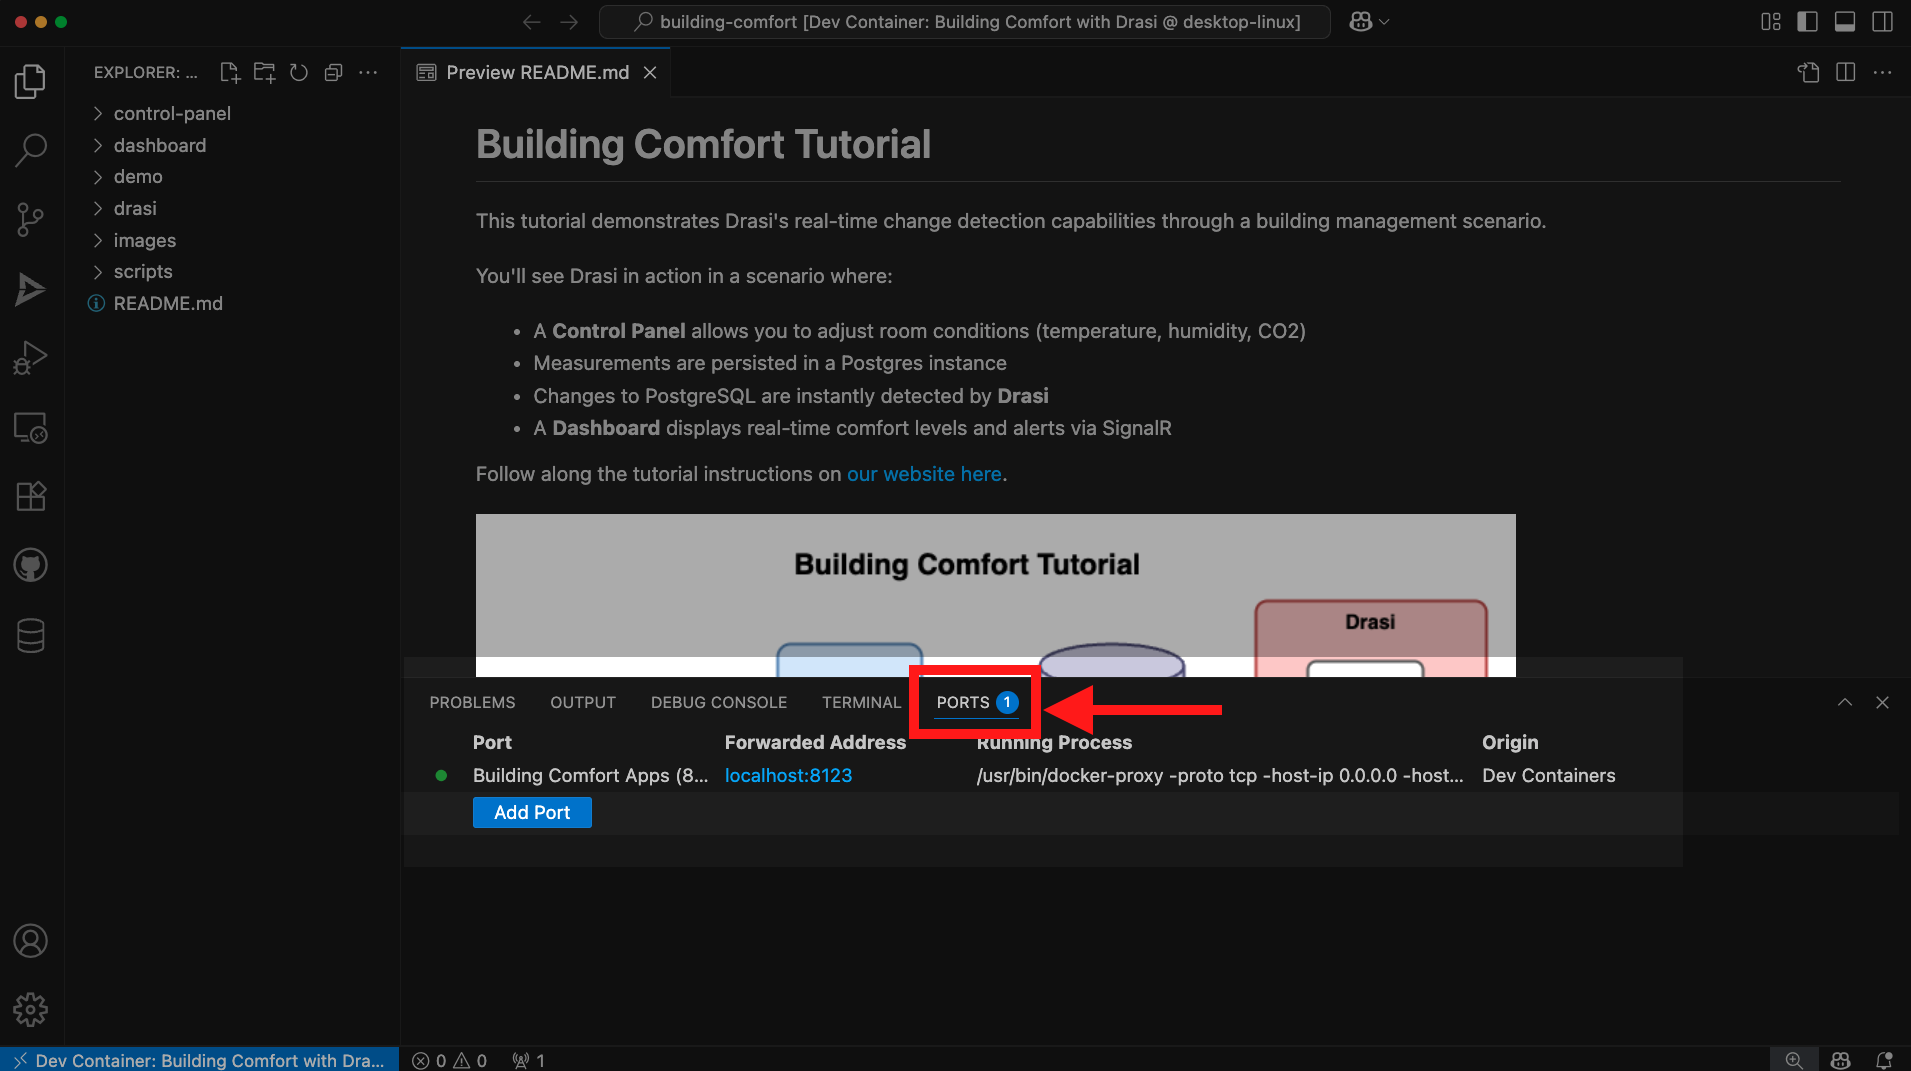 building-comfort [Dev Container: Building Comfort with Drasi @ desktop-linux]
EXPLORER: ...
Preview README.md
control-panel
dashboard
demo
drasi
images
scripts
README.md
Building Comfort Tutorial
This tutorial demonstrates Drasi's real-time change detection capabilities through a building management scenario.
You'll see Drasi in action in a scenario where:
• A Control Panel allows you to adjust room conditions (temperature, humidity, CO2)
• Measurements are persisted in a Postgres instance
• Changes to PostgreSQL are instantly detected by Drasi
• A Dashboard displays real-time comfort levels and alerts via SignalR
Follow along the tutorial instructions on our website here.
Building Comfort Tutorial
Drasi
PROBLEMS OUTPUT DEBUG CONSOLE TERMINAL PORTS 1
Port Forwarded Address Running Process Origin
Building Comfort Apps (8... localhost:8123 /usr/bin/docker-proxy -proto tcp -host-ip 0.0.0.0 -host... Dev Containers
Add Port
Dev Container: Building Comfort with Dra... 0 0 1